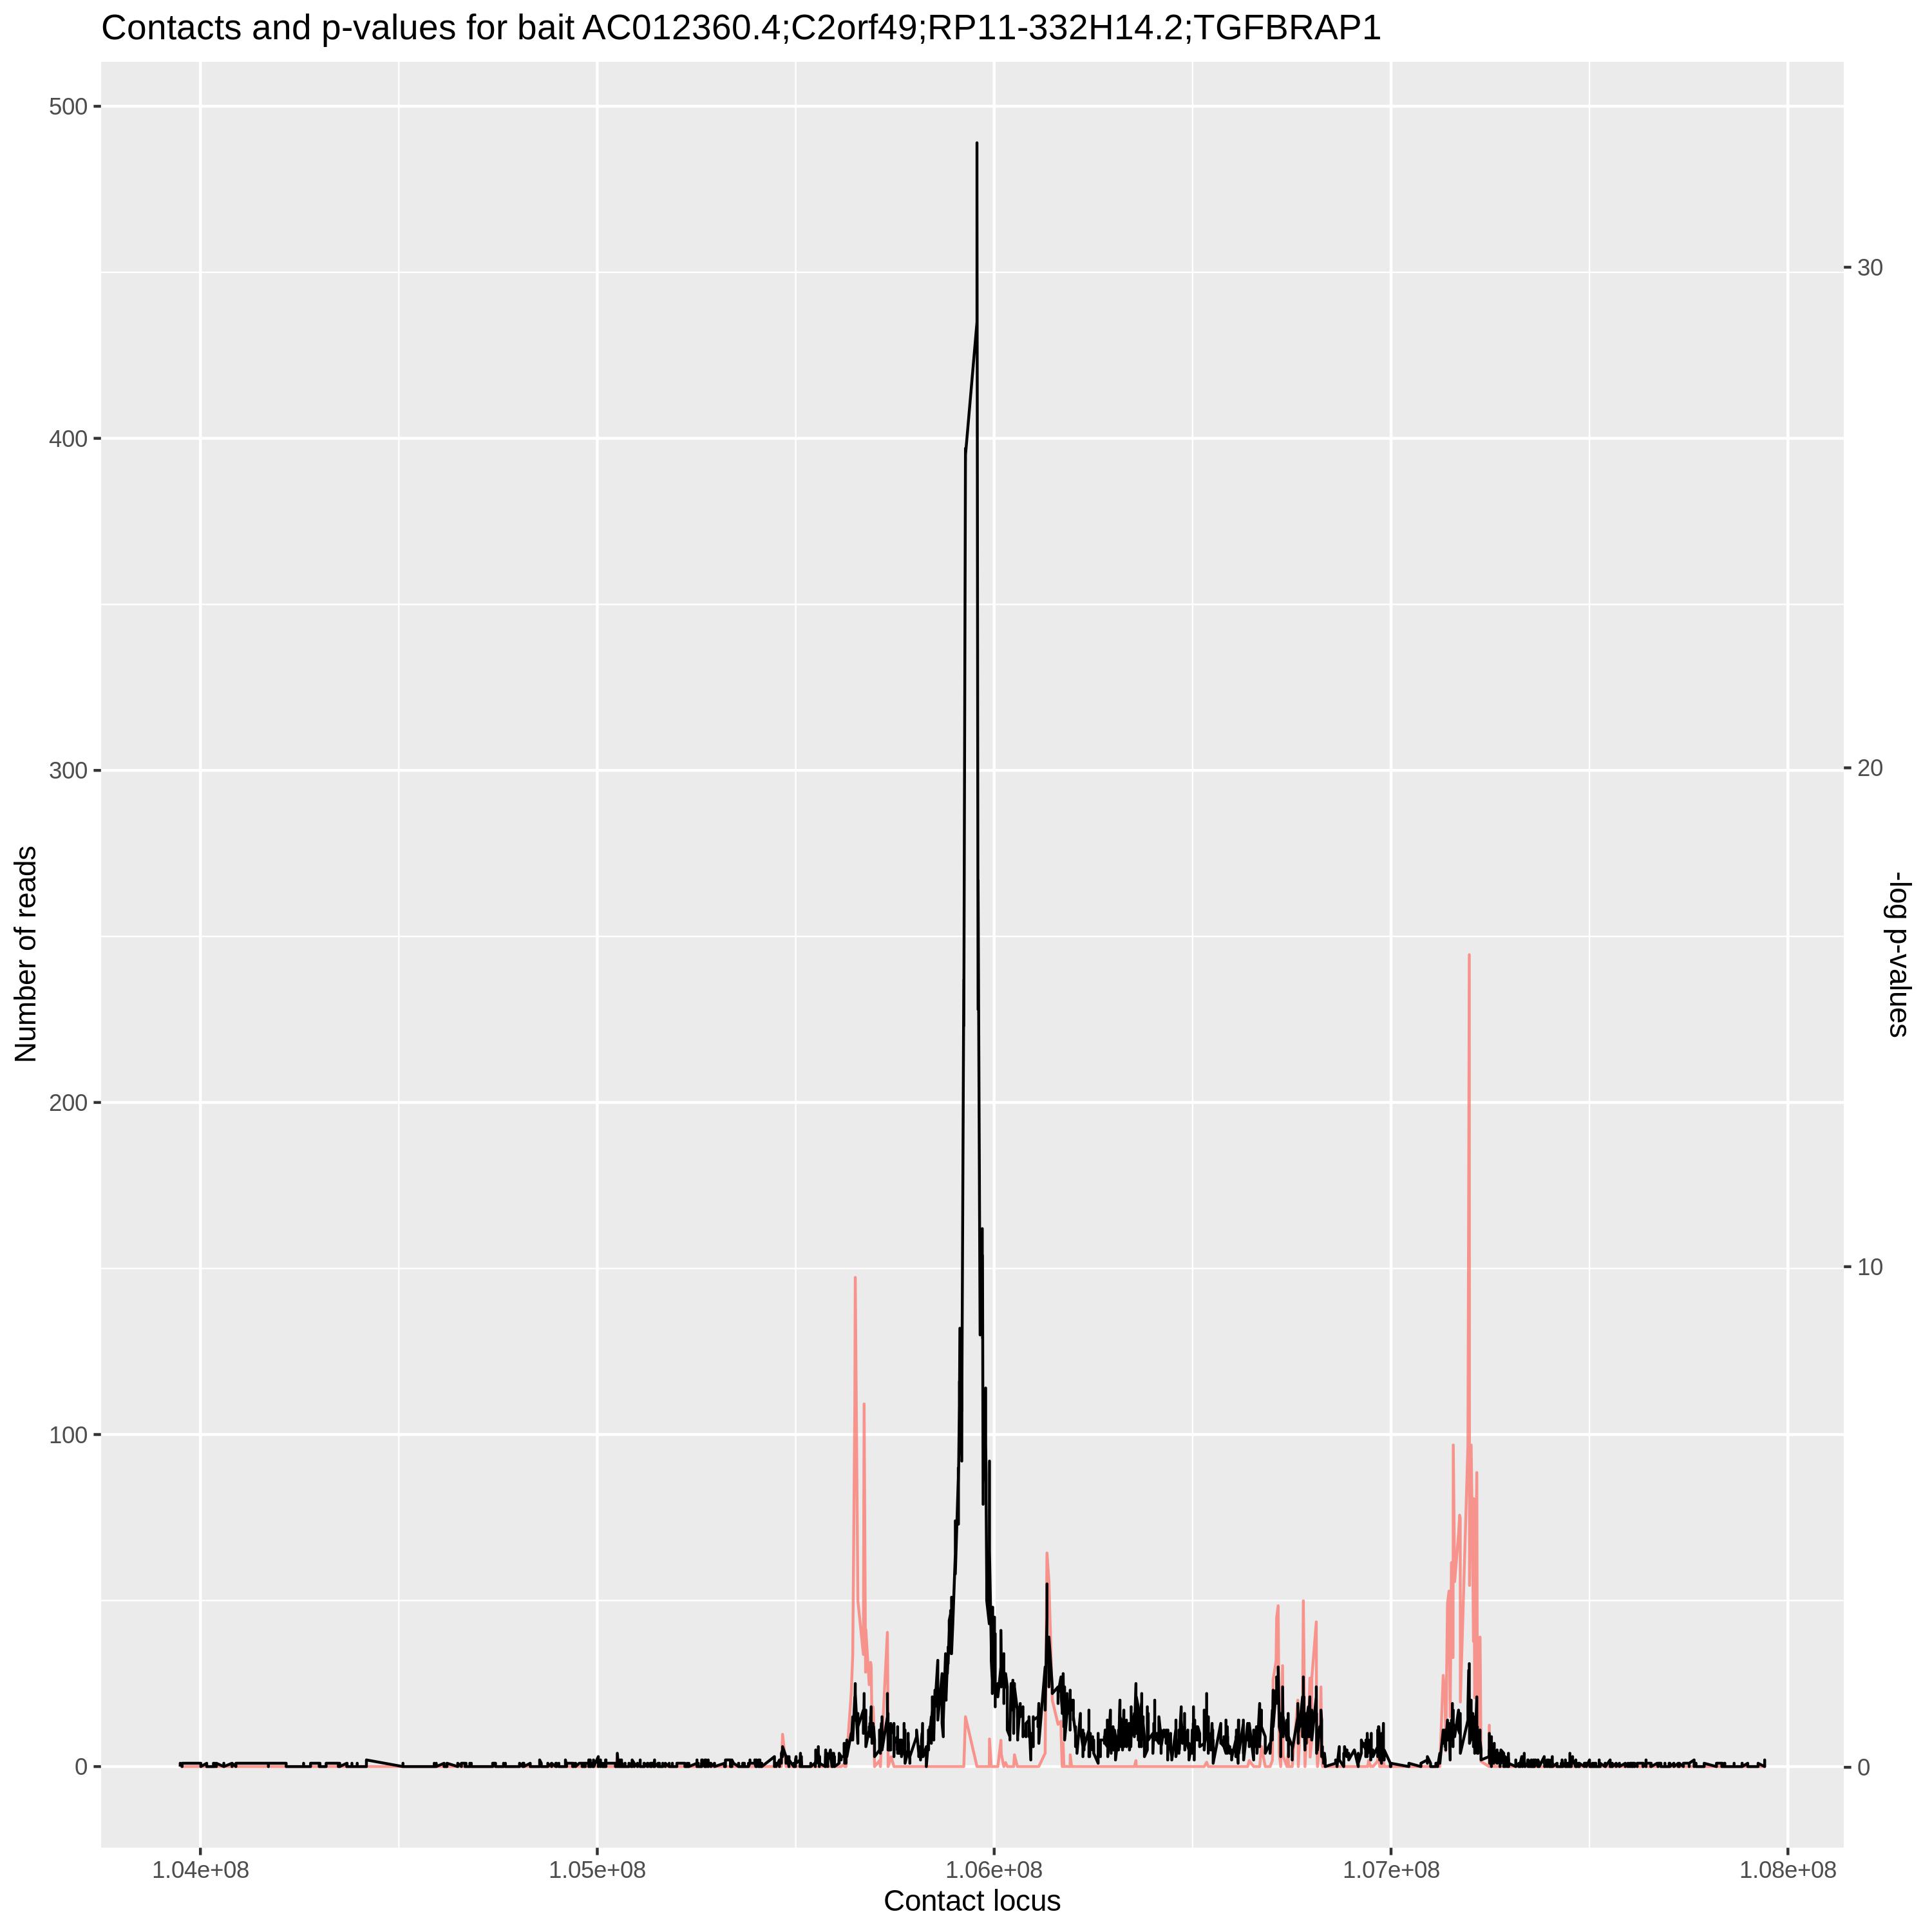 Contacts and p-values for bait AC012360.4;C2orf49;RP11-332H14.2;TGFBRAP1
500
400
300
200
100
0
Number of reads
30
20
10
0
-log p-values
1.04e+08
1.05e+08
1.06e+08
1.07e+08
1.08e+08
Contact locus